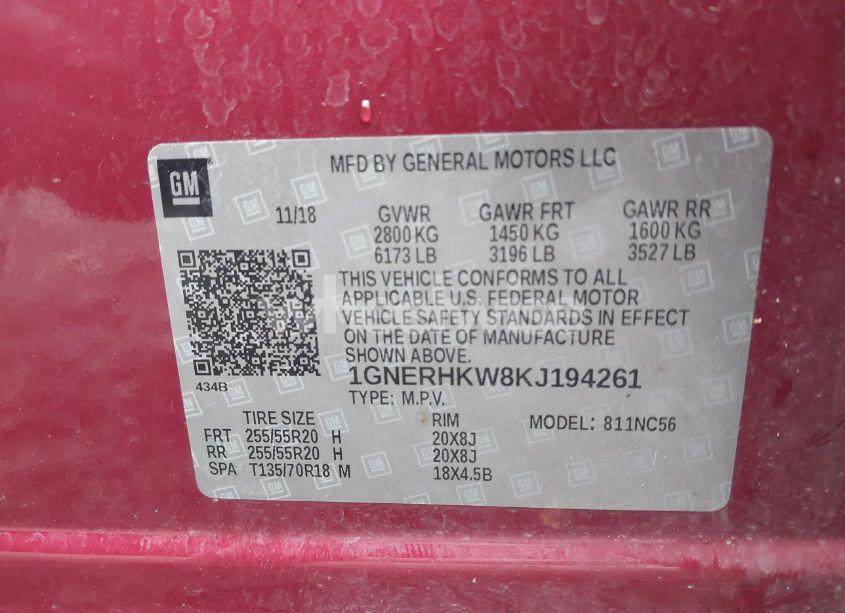 GM
MFD BY GENERAL MOTORS LLC
11/18 GVWR GAWR FRT GAWR RR
2800 KG 1450 KG 1600 KG
6173 LB 3196 LB 3527 LB
THIS VEHICLE CONFORMS TO ALL
APPLICABLE U.S. FEDERAL MOTOR
VEHICLE SAFETY STANDARDS IN EFFECT
ON THE DATE OF MANUFACTURE
SHOWN ABOVE.
434B
1GNERHKW8KJ194261
TYPE: M.P.V.
TIRE SIZE RIM MODEL: 811NC56
FRT 255/55R20 H 20X8J
RR 255/55R20 H 20X8J
SPA T135/70R18 M 18X4.5B